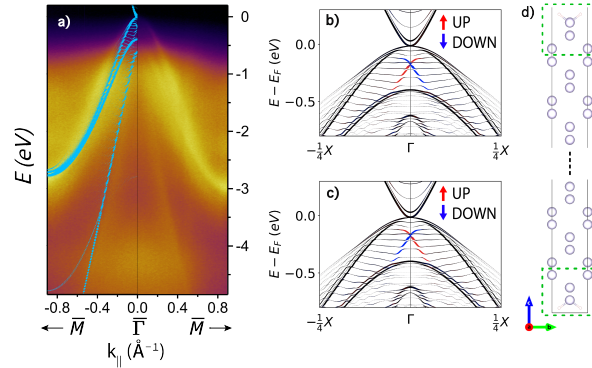 a)
E (eV)
0
-1
-2
-3
-4
-0.8
-0.4
0.0
0.4
0.8
M̅
Γ̅
M̅
k|| (Å⁻¹)
b)
UP
DOWN
E − E_F (eV)
0.0
−0.5
−¼X
Γ
¼X
c)
UP
DOWN
E − E_F (eV)
0.0
−0.5
−¼X
Γ
¼X
d)